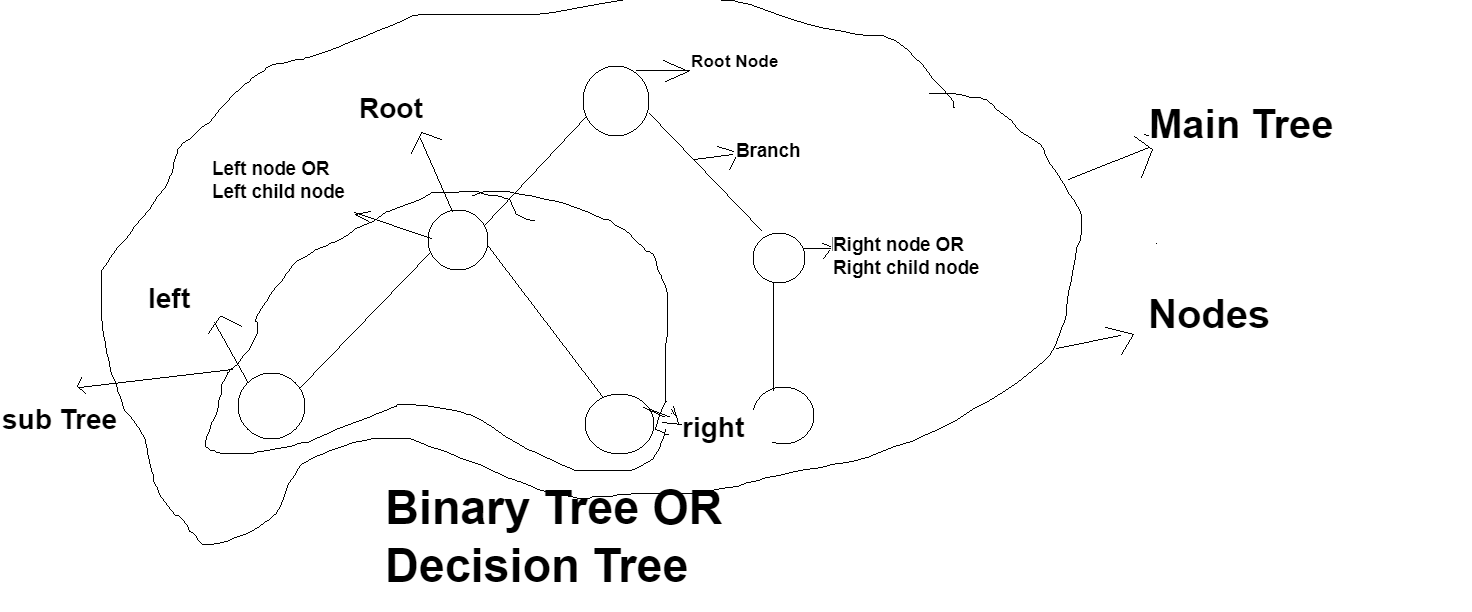 Root Node
Root
Main Tree
Branch
Left node OR
Left child node
Right node OR
Right child node
left
Nodes
sub Tree
right
Binary Tree OR
Decision Tree